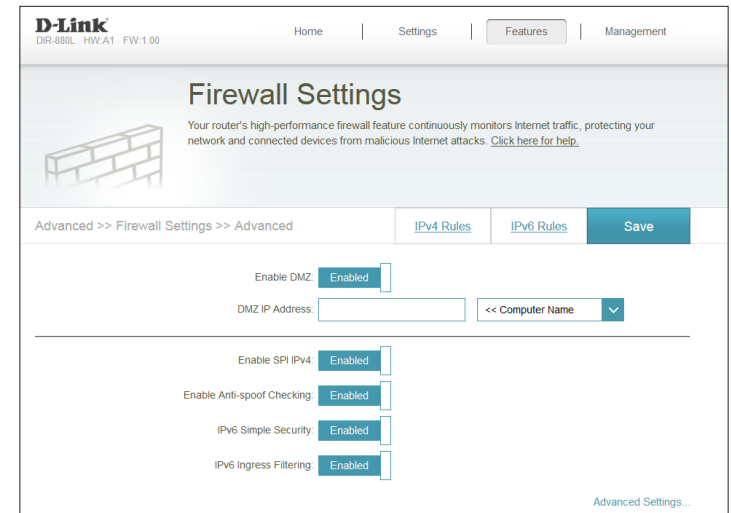 D-Link
DIR-880L HW:A1 FW:1.00
Home
Settings
Features
Management
Firewall Settings
Your router's high-performance firewall feature continuously monitors Internet traffic, protecting your
network and connected devices from malicious Internet attacks. Click here for help.
Advanced >> Firewall Settings >> Advanced
IPv4 Rules
IPv6 Rules
Save
Enable DMZ: Enabled
DMZ IP Address:
<< Computer Name
Enable SPI IPv4: Enabled
Enable Anti-spoof Checking: Enabled
IPv6 Simple Security: Enabled
IPv6 Ingress Filtering: Enabled
Advanced Settings...